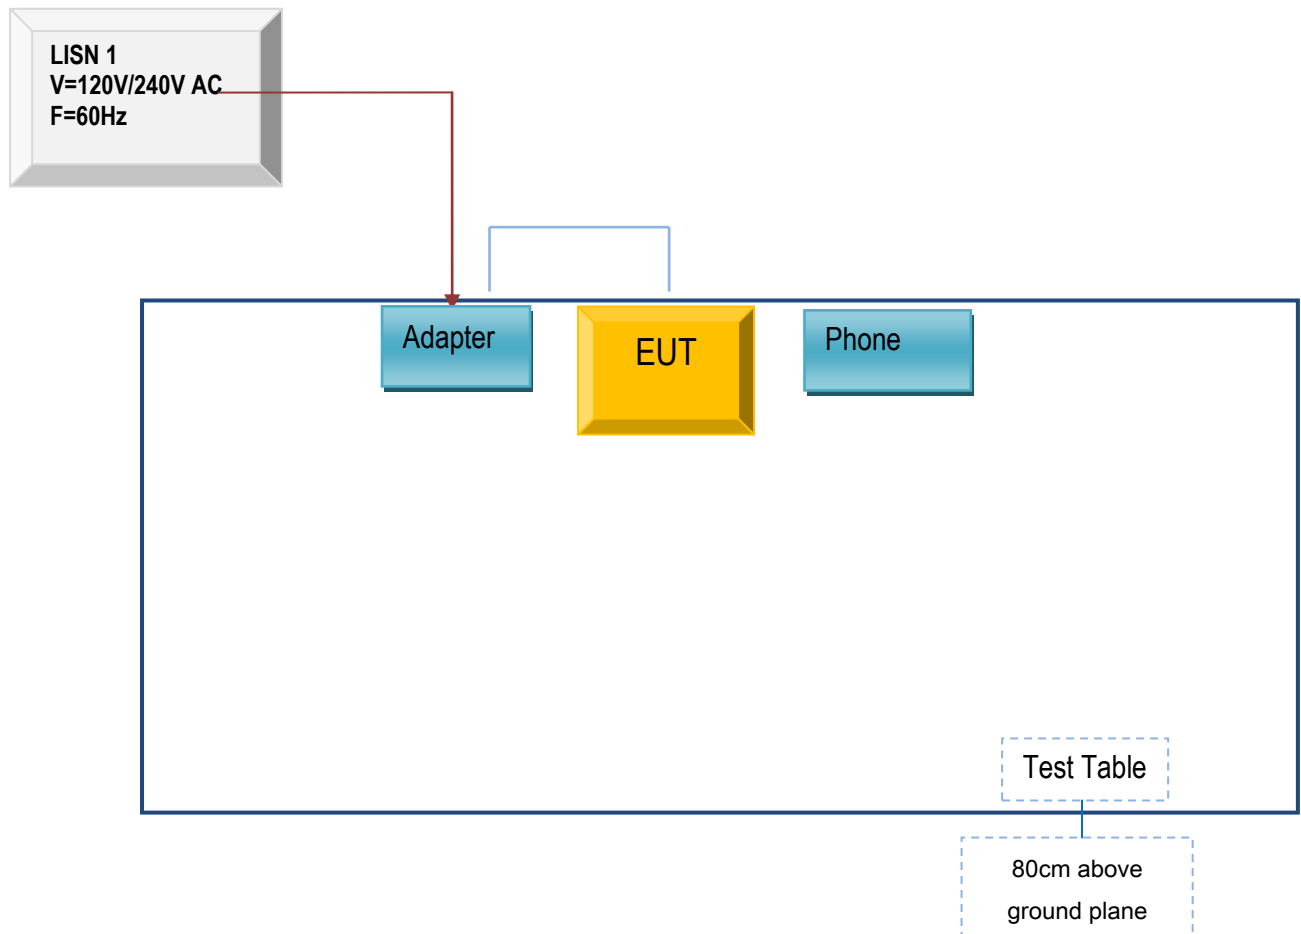 LISN 1
V=120V/240V AC
F=60Hz
Adapter
EUT
Phone
Test Table
80cm above
ground plane